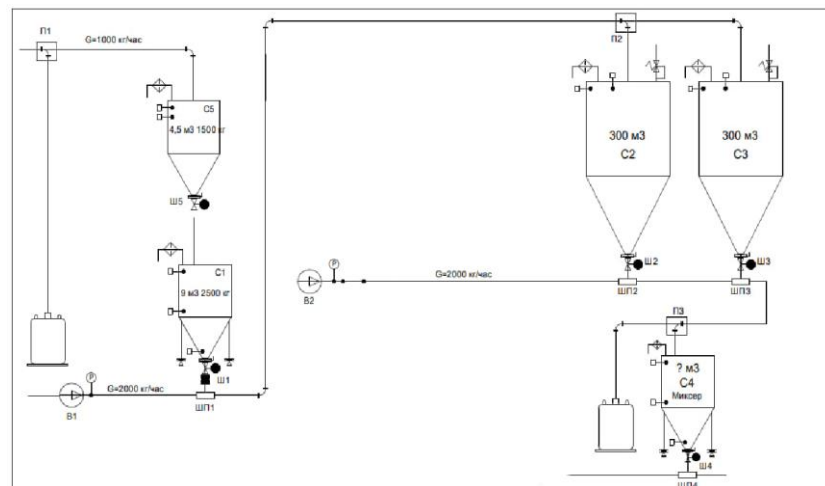 П1
G=1000 кг/час
С5
4,5 м3 1500 кг
Ш5
С1
9 м3 2500 кг
Ш1
P
G=2000 кг/час
В1
ШП1
П2
300 м3
С2
300 м3
С3
P
В2
G=2000 кг/час
Ш2
ШП2
Ш3
ШП3
П3
? м3
С4
Миксер
Ш4
ШП4